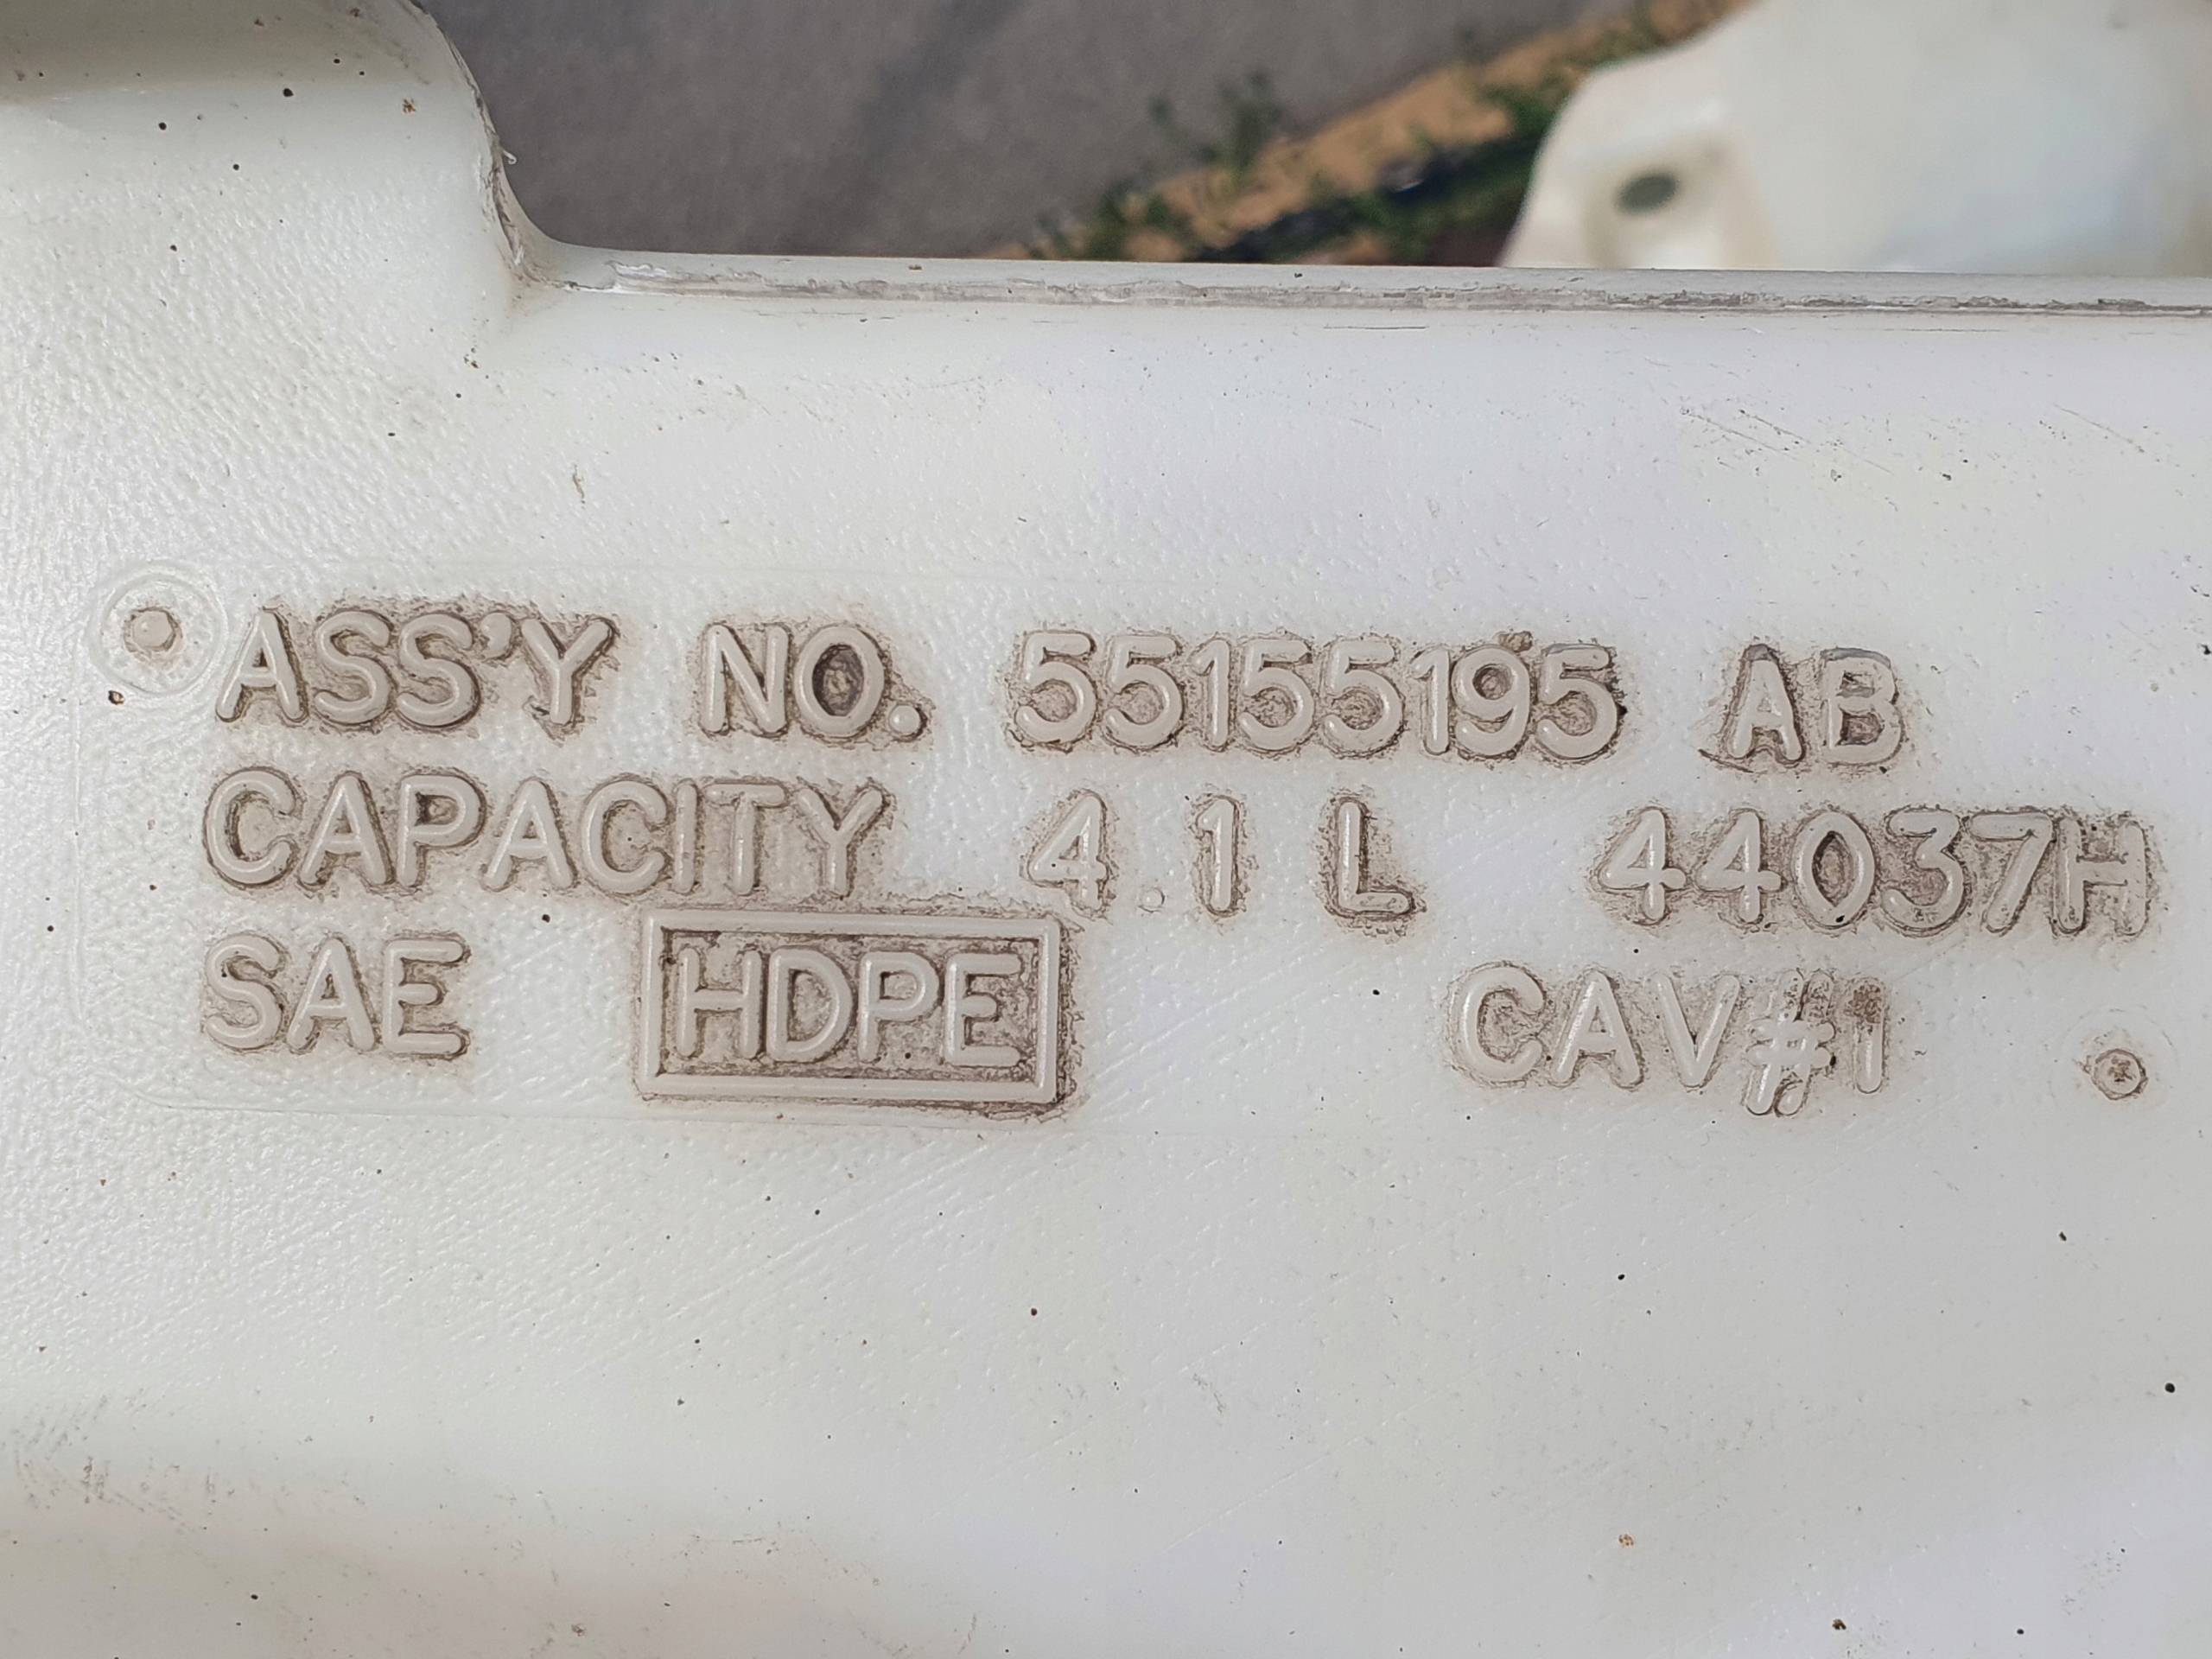 ASS'Y NO. 55155195 AB
CAPACITY 4.1 L 44037H
SAE HDPE CAV#1